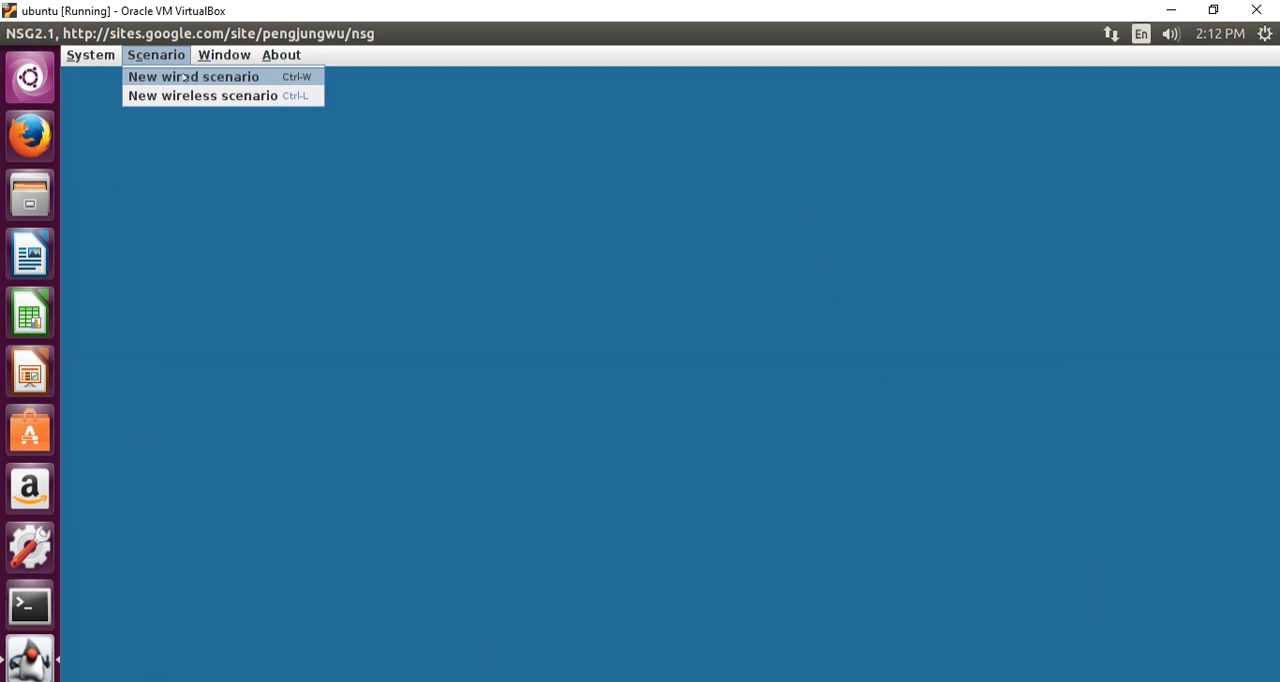 ubuntu [Running] - Oracle VM VirtualBox
NSG2.1, http://sites.google.com/site/pengjungwu/nsg
En 2:12 PM
System Scenario Window About
New wired scenario Ctrl-W
New wireless scenario Ctrl-L